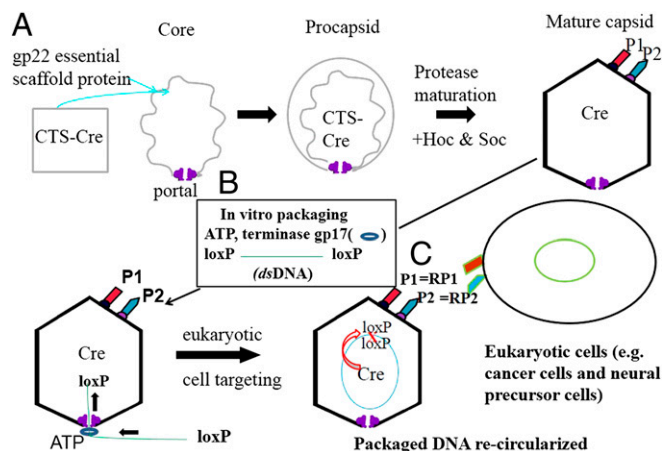 A
Core
Procapsid
Mature capsid
gp22 essential
scaffold protein
CTS-Cre
portal
CTS-
Cre
Protease
maturation
+Hoc & Soc
P1
P2
Cre
B
In vitro packaging
ATP, terminase gp17( )
loxP loxP
(dsDNA)
C
P1=RP1
P2 =RP2
Eukaryotic cells (e.g.
cancer cells and neural
precursor cells)
P1
P2
Cre
loxP
ATP
loxP
eukaryotic
cell targeting
loxP
loxP
Cre
Packaged DNA re-circularized